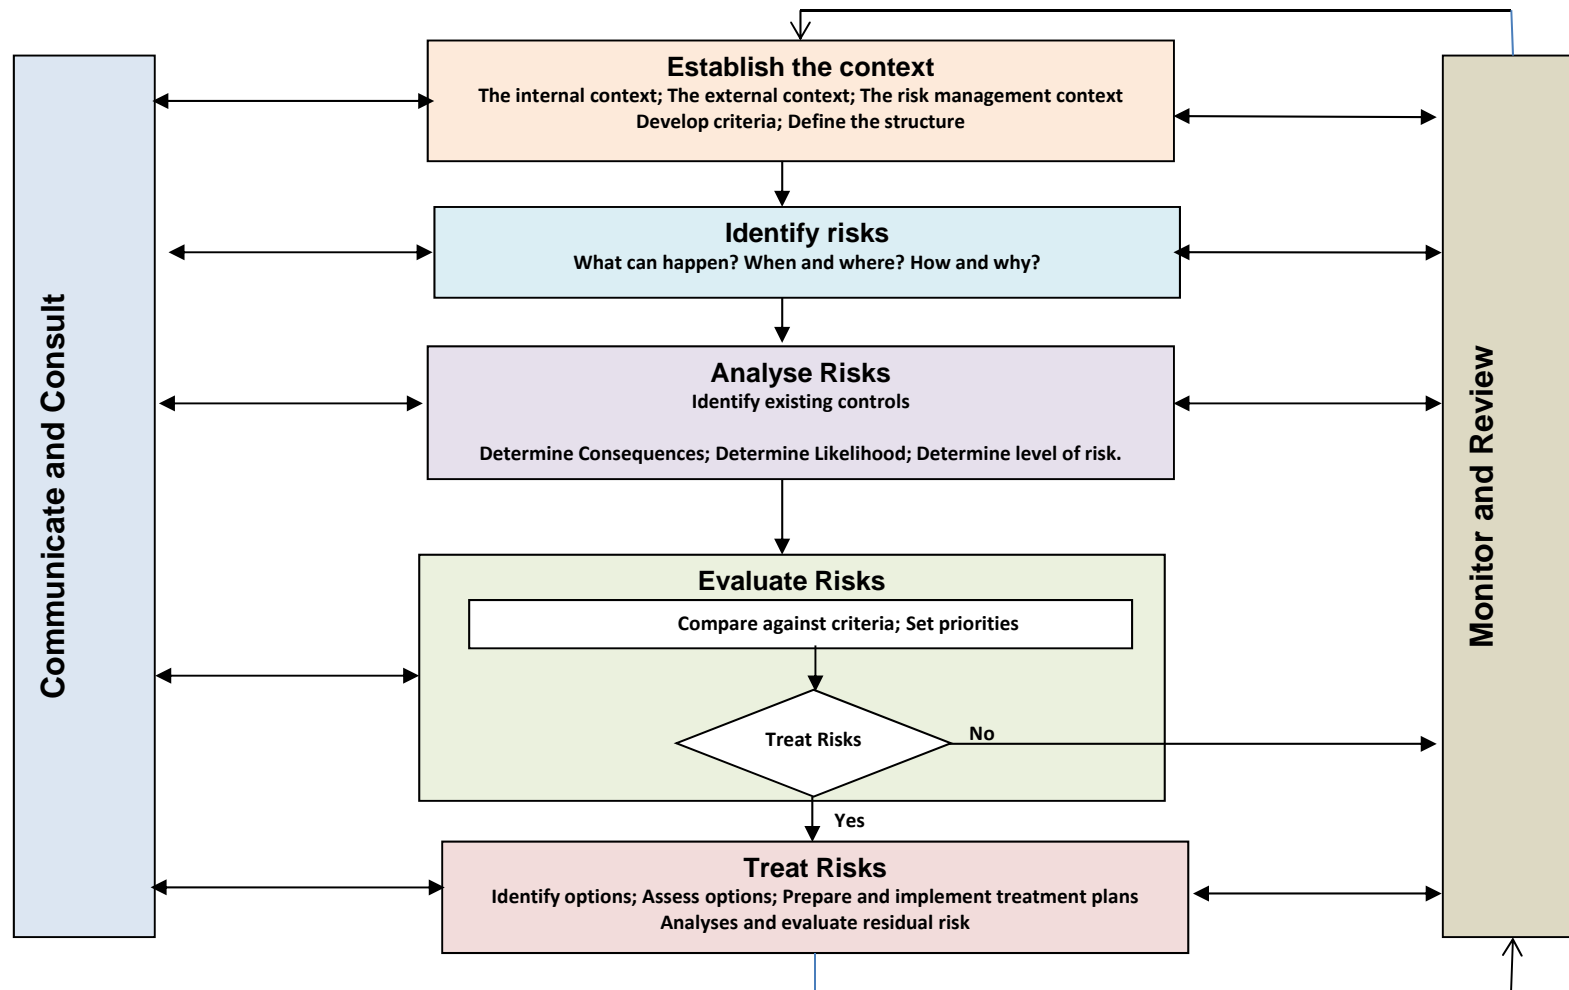 Communicate and Consult
Establish the context
The internal context; The external context; The risk management context
Develop criteria; Define the structure
Identify risks
What can happen? When and where? How and why?
Analyse Risks
Identify existing controls
Determine Consequences; Determine Likelihood; Determine level of risk.
Evaluate Risks
Compare against criteria; Set priorities
Treat Risks
No
Yes
Treat Risks
Identify options; Assess options; Prepare and implement treatment plans
Analyses and evaluate residual risk
Monitor and Review